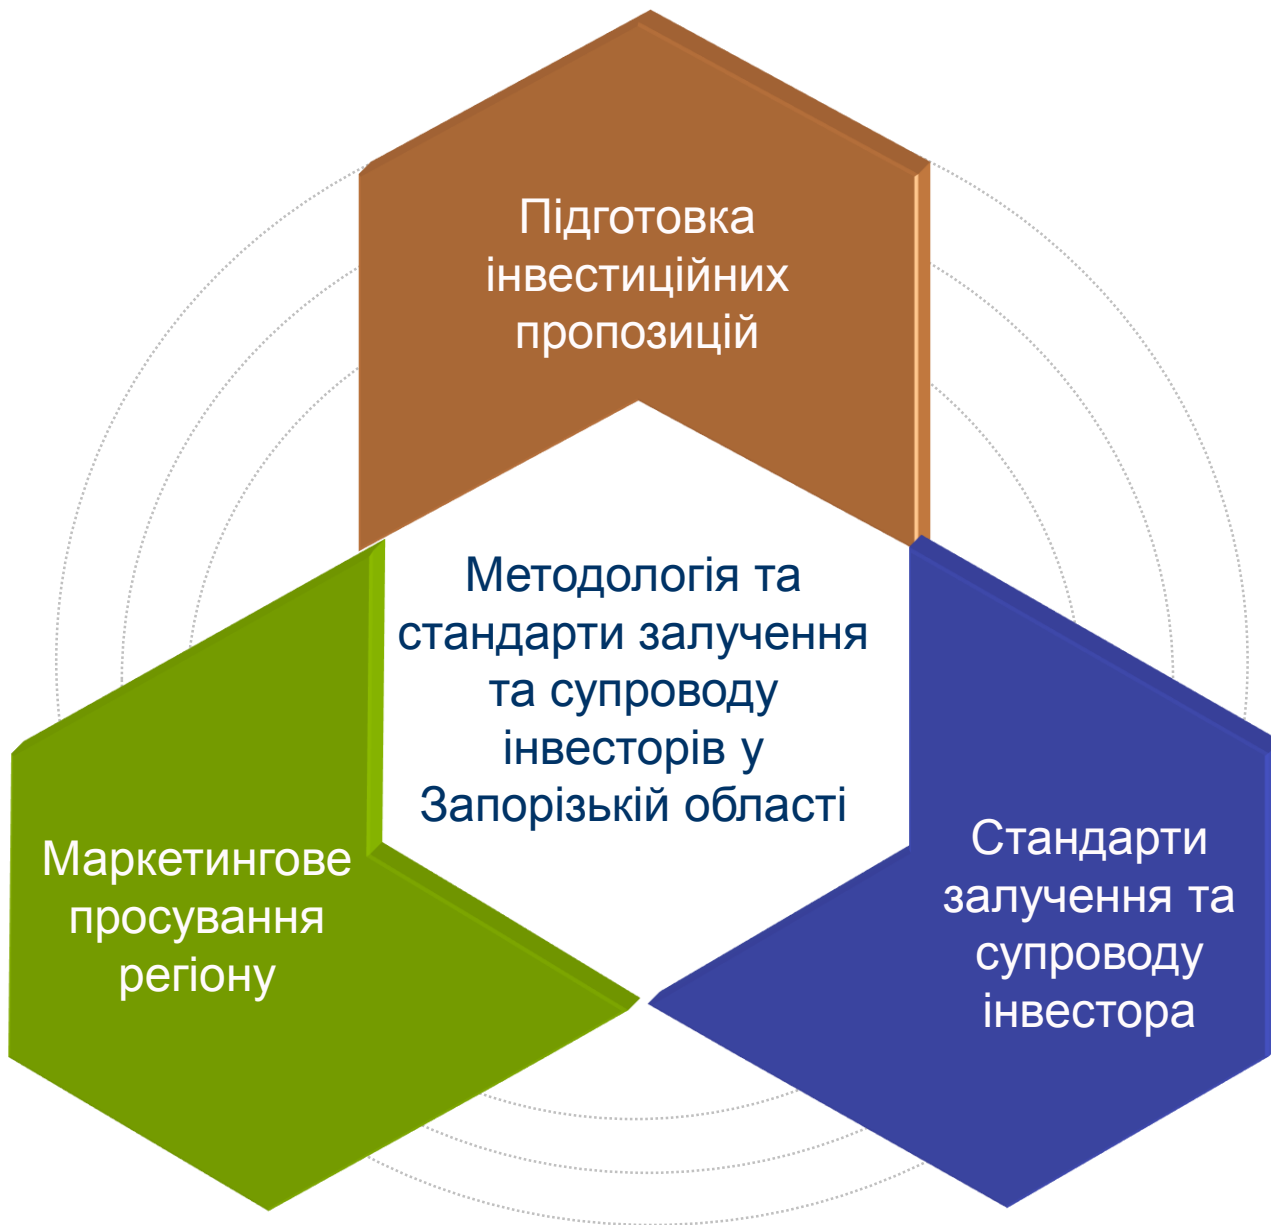 Підготовка
інвестиційних
пропозицій
Методологія та
стандарти залучення
та супроводу
інвесторів у
Запорізькій області
Маркетингове
просування
регіону
Стандарти
залучення та
супроводу
інвестора